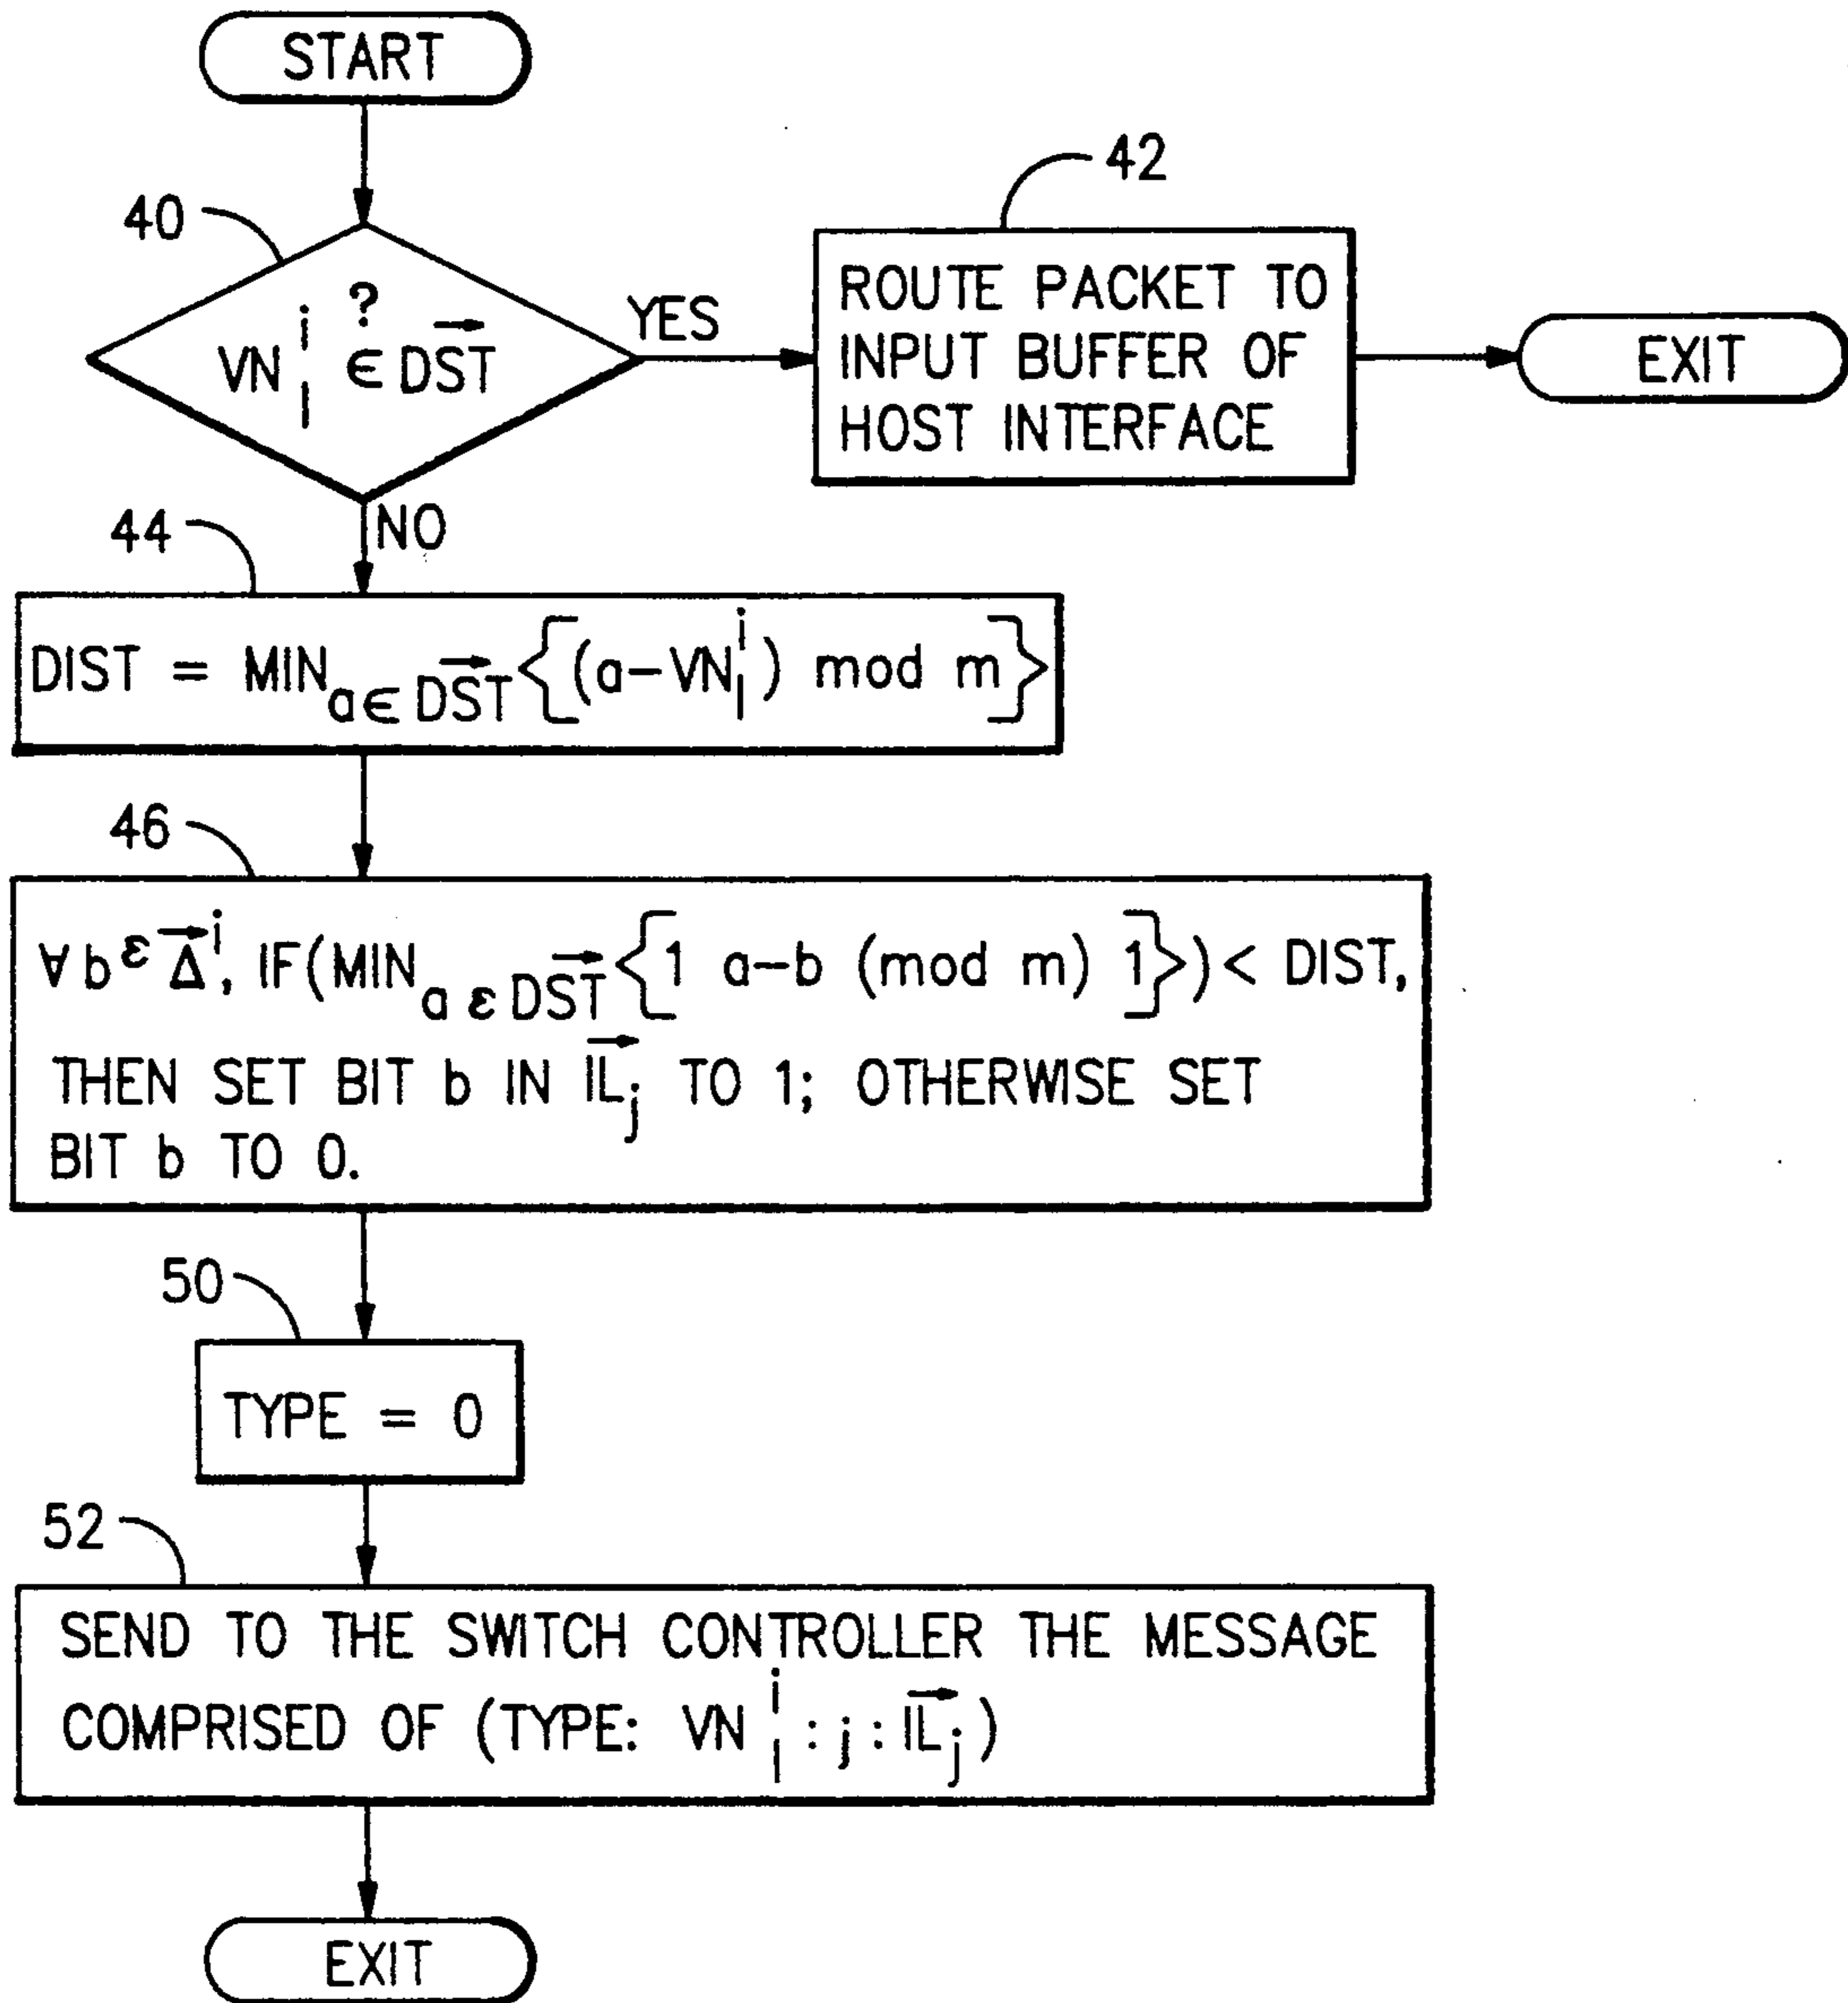 START
40
VN i l ? ∈ DST→
YES
42
ROUTE PACKET TO
INPUT BUFFER OF
HOST INTERFACE
EXIT
NO
44
DIST = MIN a∈ DST→ <{(a−VN i l) mod m}>
46
∀ b ε Δ→ i, IF(MIN a ε DST→ <{1 a−b (mod m) 1}>) < DIST,
THEN SET BIT b IN IL→ j TO 1; OTHERWISE SET
BIT b TO 0.
50
TYPE = 0
52
SEND TO THE SWITCH CONTROLLER THE MESSAGE
COMPRISED OF (TYPE: VN i l : j : IL→ j)
EXIT